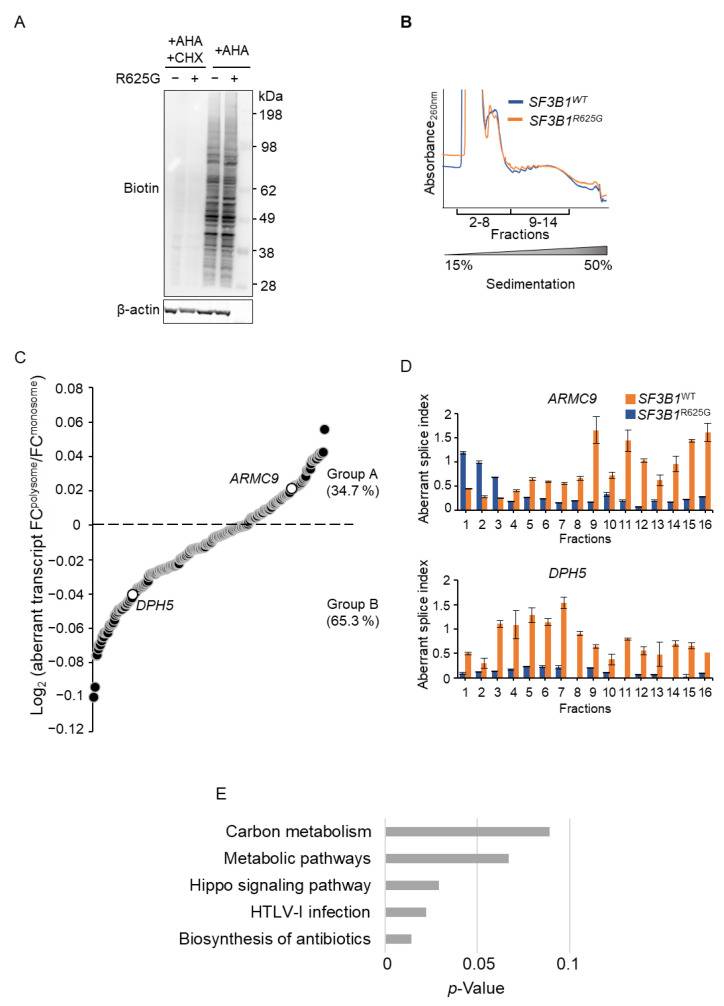 A
+AHA
+CHX
+AHA
R625G − + − +
kDa
198
98
62
49
38
28
Biotin
β-actin
B
Absorbance260nm
SF3B1WT
SF3B1R625G
2-8
9-14
Fractions
15%
50%
Sedimentation
C
Log2 (aberrant transcript FCpolysome/FCmonosome)
0.08
0.06
0.04
0.02
0
−0.02
−0.04
−0.06
−0.08
−0.1
−0.12
ARMC9
DPH5
Group A
(34.7 %)
Group B
(65.3 %)
D
ARMC9
SF3B1WT
SF3B1R625G
Aberrant splice index
2
1.5
1
0.5
0
1 2 3 4 5 6 7 8 9 10 11 12 13 14 15 16
Fractions
DPH5
Aberrant splice index
2
1.5
1
0.5
0
1 2 3 4 5 6 7 8 9 10 11 12 13 14 15 16
Fractions
E
Carbon metabolism
Metabolic pathways
Hippo signaling pathway
HTLV-I infection
Biosynthesis of antibiotics
0 0.05 0.1
p-Value